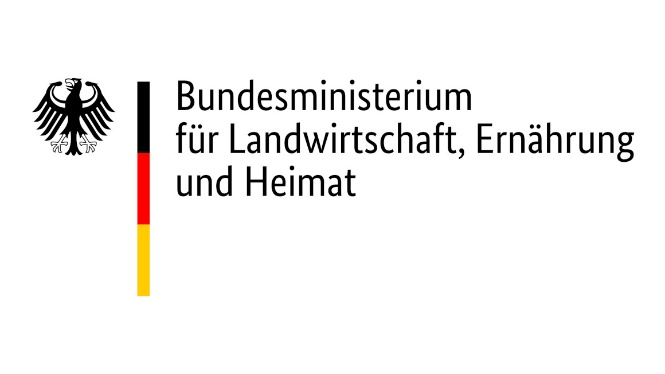 Bundesministerium
für Landwirtschaft, Ernährung
und Heimat